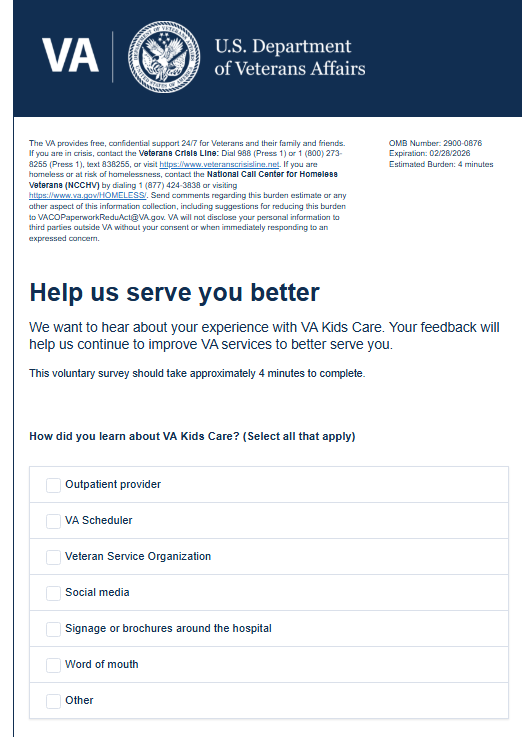 VA
U.S. Department
of Veterans Affairs
The VA provides free, confidential support 24/7 for Veterans and their family and friends.
If you are in crisis, contact the Veterans Crisis Line: Dial 988 (Press 1) or 1 (800) 273-
8255 (Press 1), text 838255, or visit https://www.veteranscrisisline.net. If you are
homeless or at risk of homelessness, contact the National Call Center for Homeless
Veterans (NCCHV) by dialing 1 (877) 424-3838 or visiting
https://www.va.gov/HOMELESS/. Send comments regarding this burden estimate or any
other aspect of this information collection, including suggestions for reducing this burden
to VACOPaperworkReduAct@VA.gov. VA will not disclose your personal information to
third parties outside VA without your consent or when immediately responding to an
expressed concern.
OMB Number: 2900-0876
Expiration: 02/28/2026
Estimated Burden: 4 minutes
Help us serve you better
We want to hear about your experience with VA Kids Care. Your feedback will
help us continue to improve VA services to better serve you.
This voluntary survey should take approximately 4 minutes to complete.
How did you learn about VA Kids Care? (Select all that apply)
Outpatient provider
VA Scheduler
Veteran Service Organization
Social media
Signage or brochures around the hospital
Word of mouth
Other